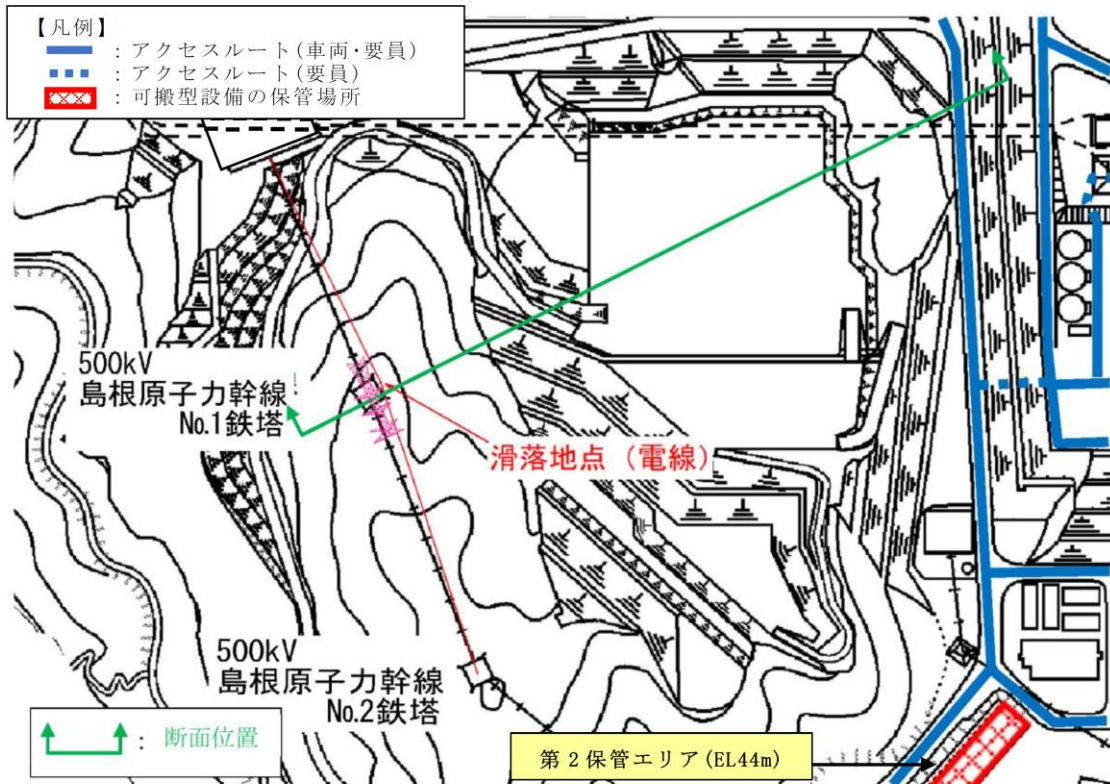 【凡例】
：アクセスルート(車両・要員)
：アクセスルート(要員)
：可搬型設備の保管場所
500kV
島根原子力幹線
No.1鉄塔
滑落地点（電線）
500kV
島根原子力幹線
No.2鉄塔
：断面位置
第2保管エリア(EL44m)